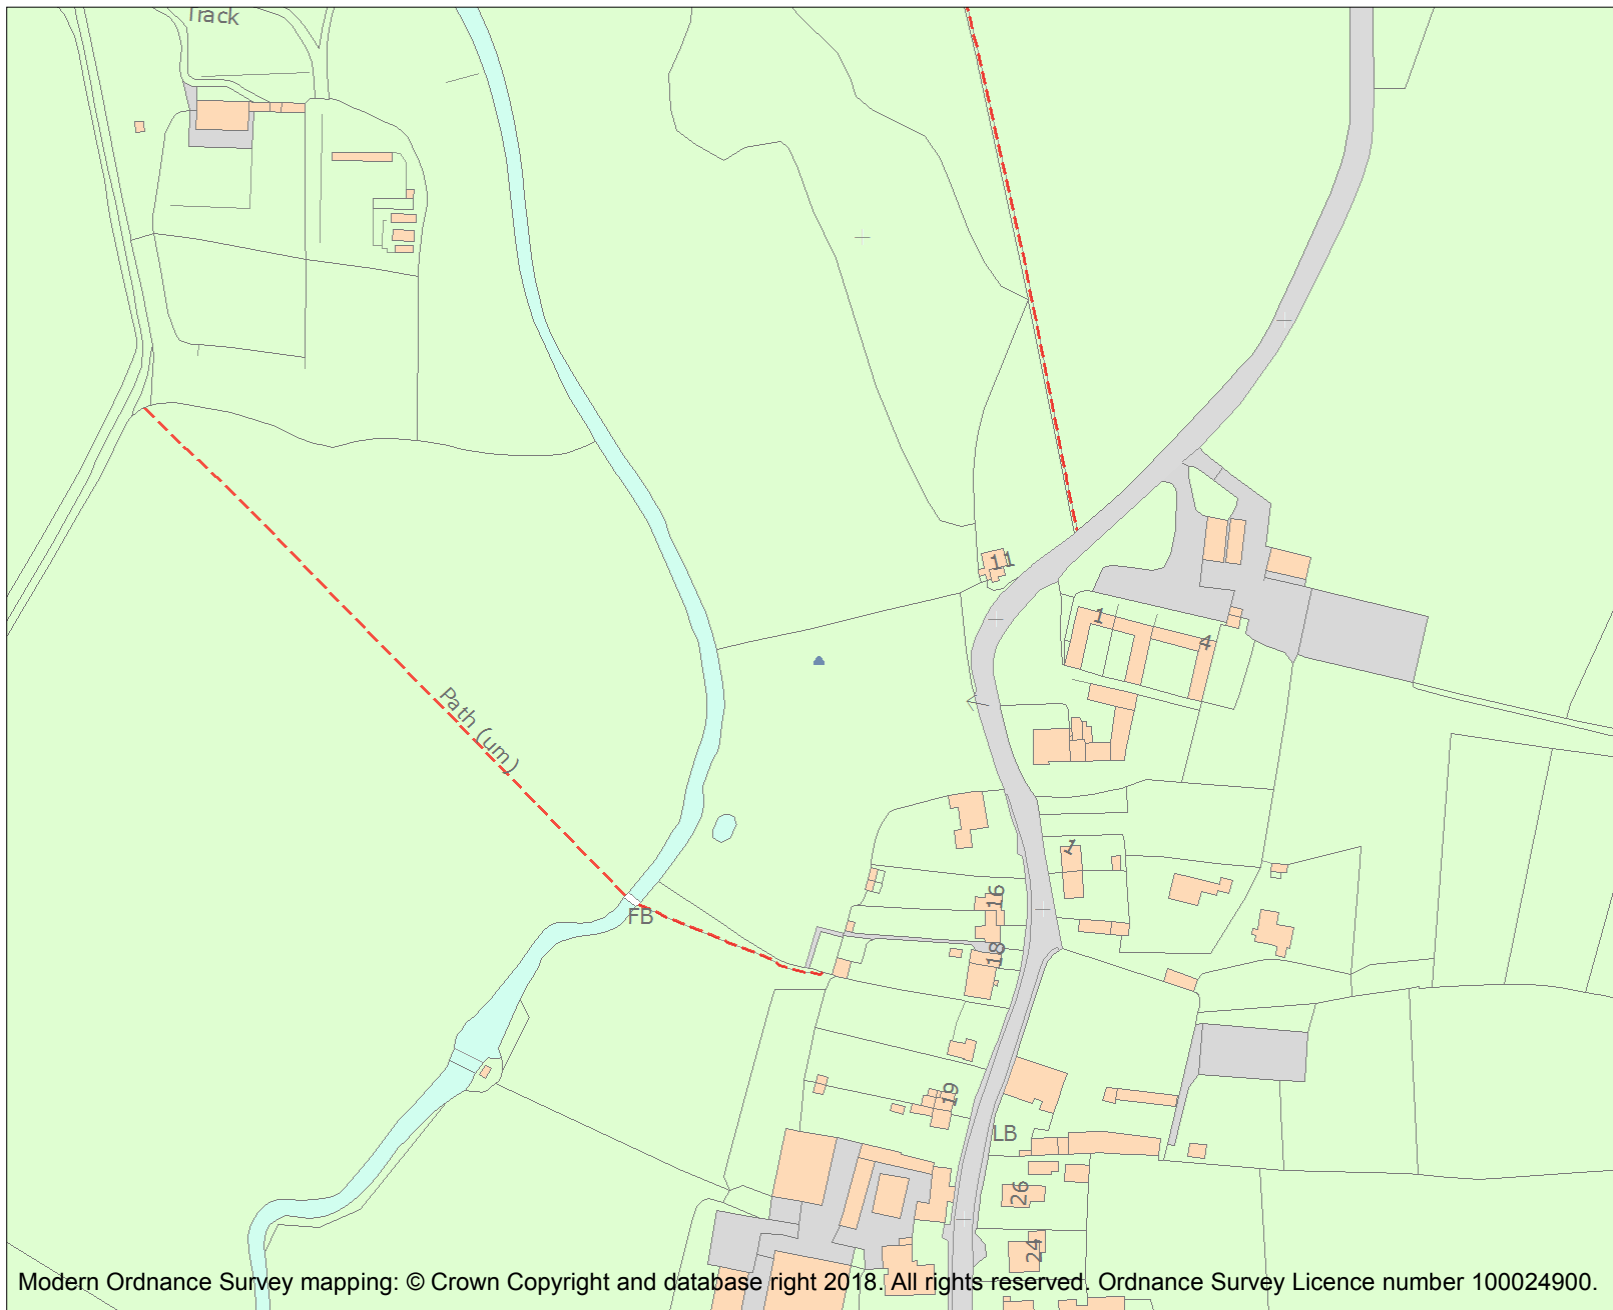 Track
11
1
4
Path (um)
1
16
FB
18
19
LB
26
24
Modern Ordnance Survey mapping: © Crown Copyright and database right 2018. All rights reserved. Ordnance Survey Licence number 100024900.